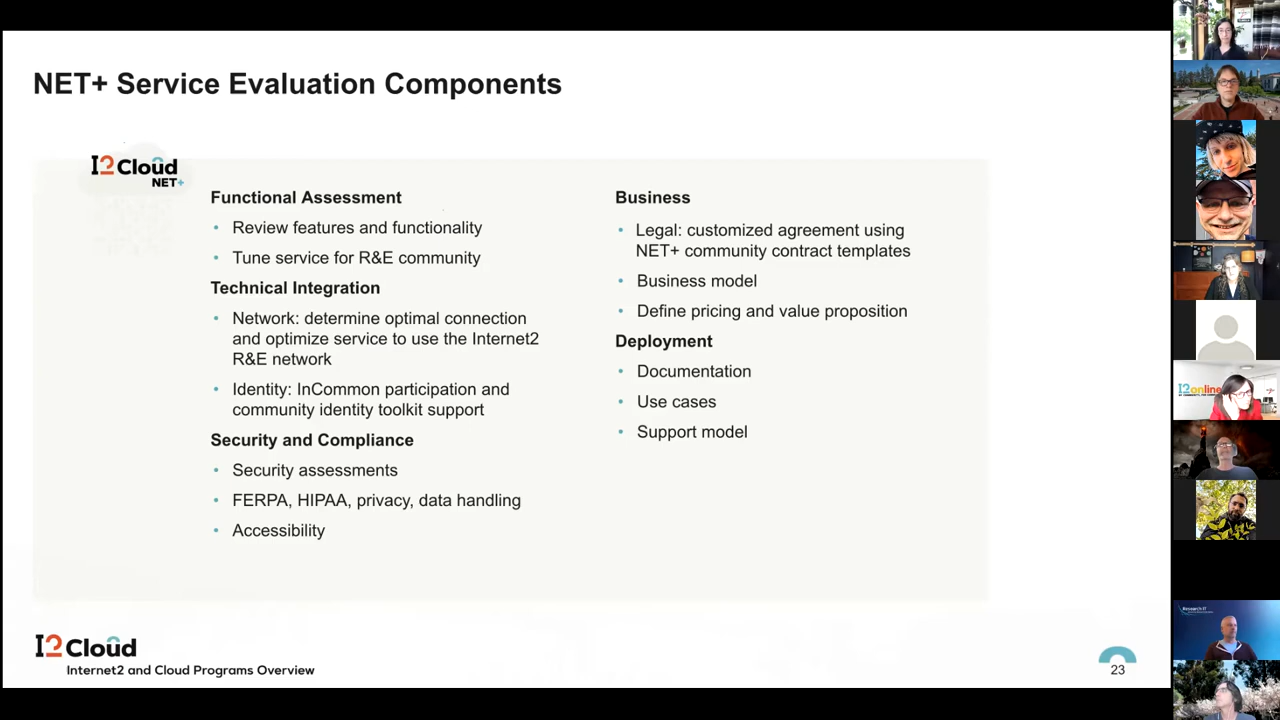 NET+ Service Evaluation Components
I2 Cloud
NET+
Functional Assessment
Review features and functionality
Tune service for R&E community
Technical Integration
Network: determine optimal connection
and optimize service to use the Internet2
R&E network
Identity: InCommon participation and
community identity toolkit support
Security and Compliance
Security assessments
FERPA, HIPAA, privacy, data handling
Accessibility
Business
Legal: customized agreement using
NET+ community contract templates
Business model
Define pricing and value proposition
Deployment
Documentation
Use cases
Support model
I2 Cloud
Internet2 and Cloud Programs Overview
23
I2online
Research IT